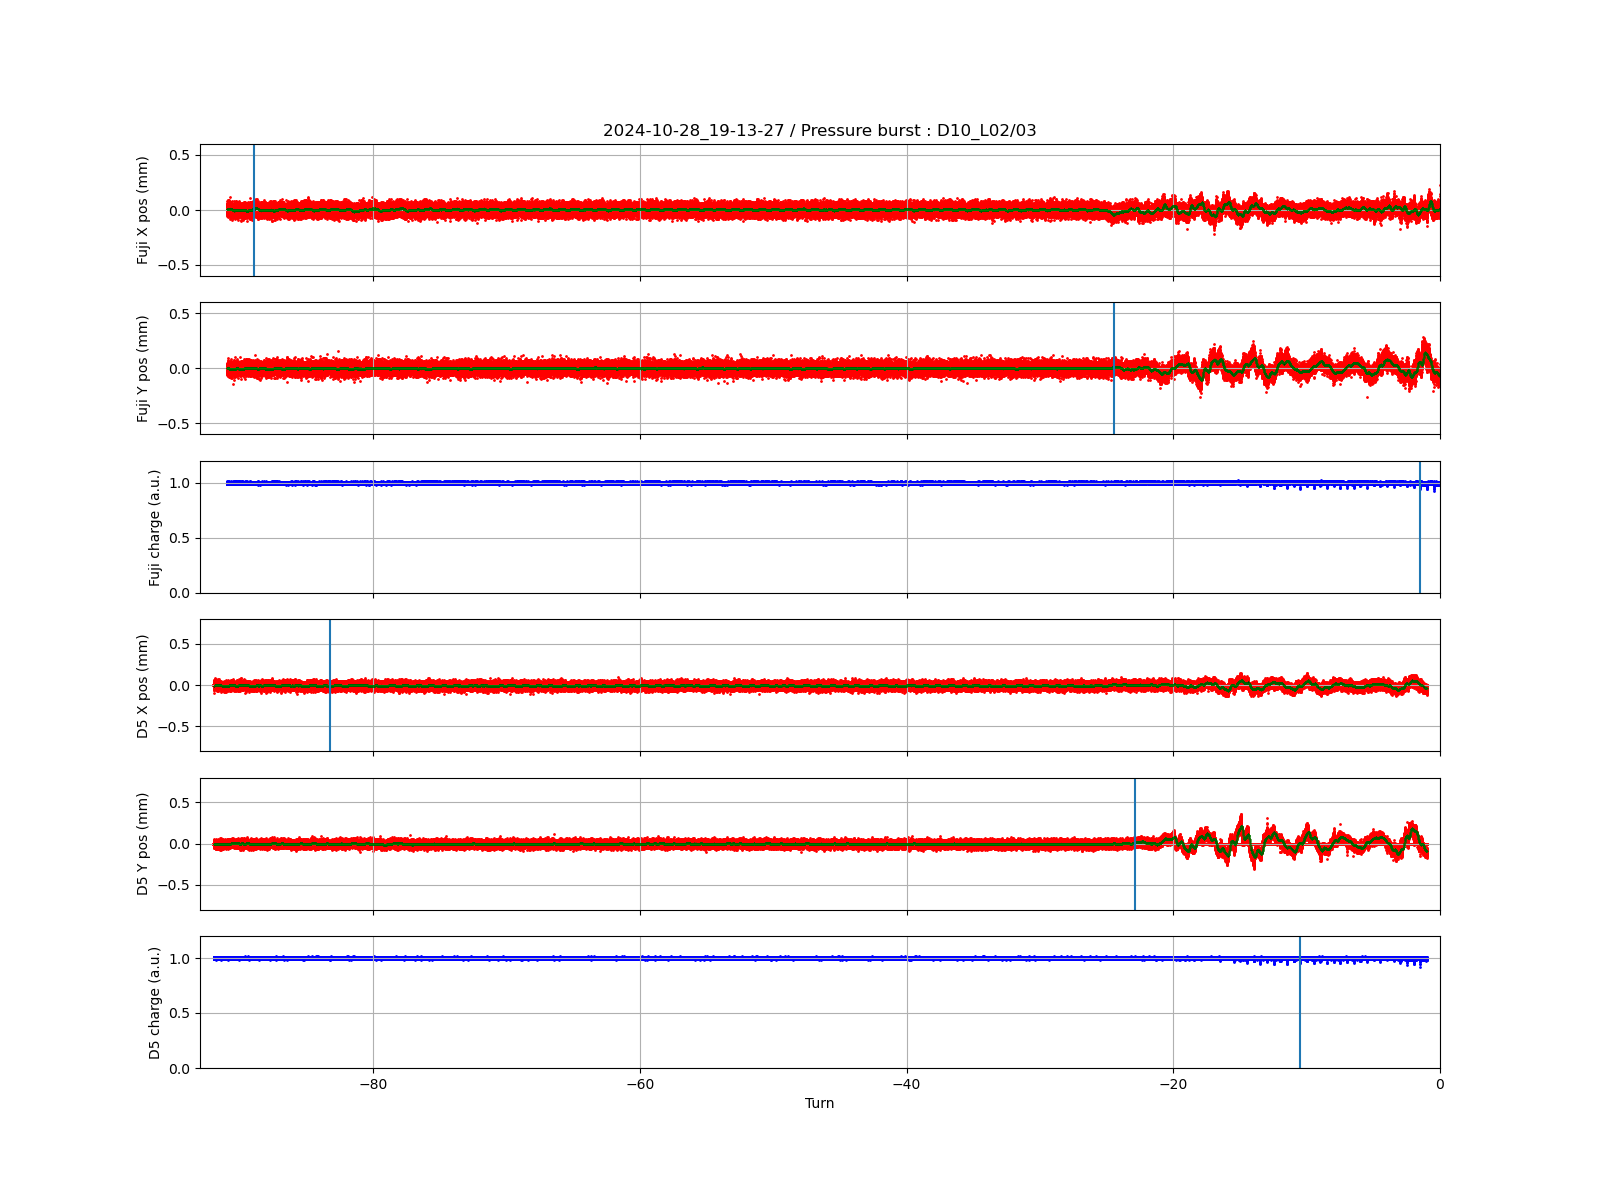 2024-10-28_19-13-27 / Pressure burst : D10_L02/03
Fuji X pos (mm)
0.5
0.0
−0.5
Fuji Y pos (mm)
0.5
0.0
−0.5
Fuji charge (a.u.)
1.0
0.5
0.0
D5 X pos (mm)
0.5
0.0
−0.5
D5 Y pos (mm)
0.5
0.0
−0.5
D5 charge (a.u.)
1.0
0.5
0.0
−80 −60 −40 −20 0
Turn